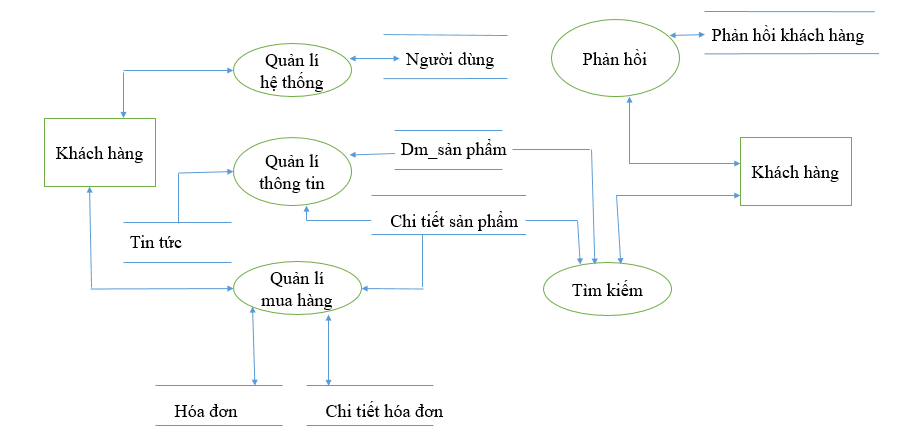 Quản lí
hệ thống
Người dùng
Phản hồi
Phản hồi khách hàng
Khách hàng
Quản lí
thông tin
Dm_sản phẩm
Khách hàng
Chi tiết sản phẩm
Tin tức
Quản lí
mua hàng
Tìm kiếm
Hóa đơn
Chi tiết hóa đơn